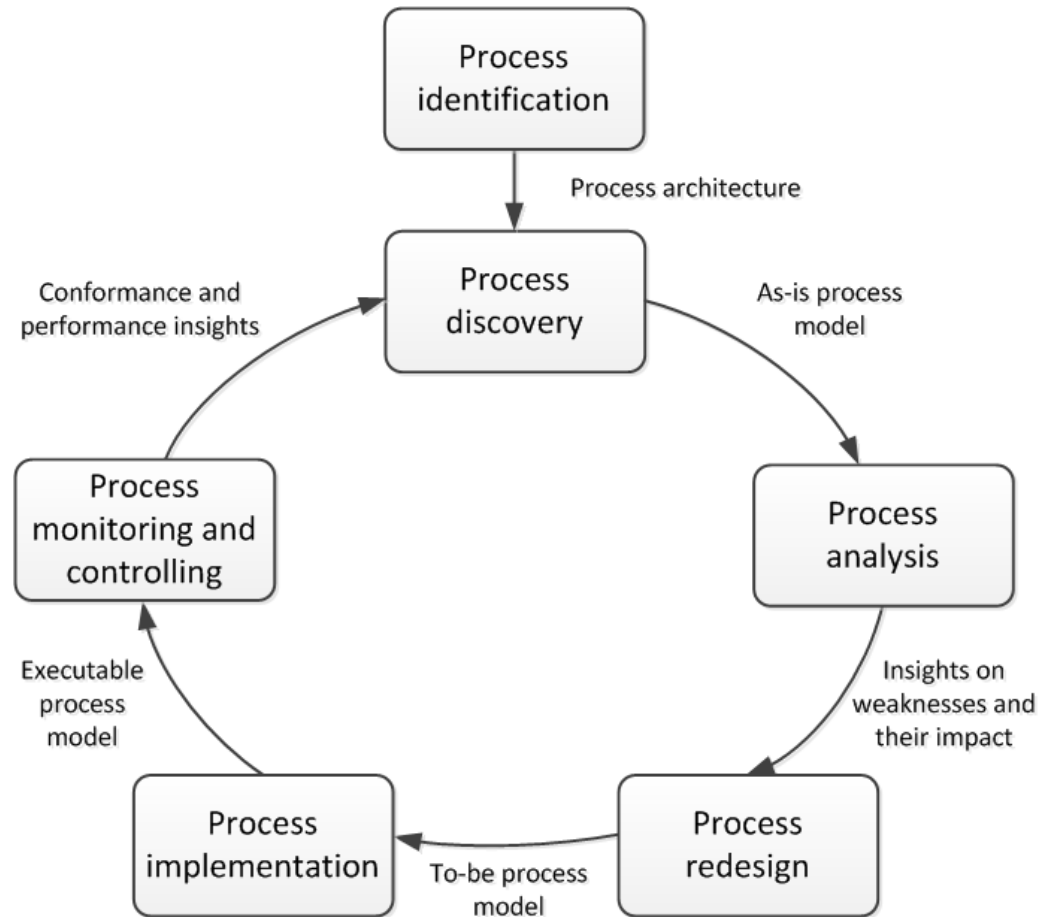 Process
identification
Process architecture
Process
discovery
Conformance and
performance insights
As-is process
model
Process
monitoring and
controlling
Process
analysis
Executable
process
model
Insights on
weaknesses and
their impact
Process
implementation
To-be process
model
Process
redesign